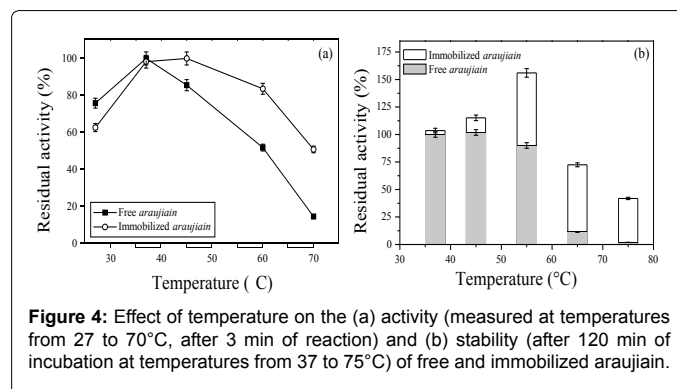 (a)
Residual activity (%)
100
80
60
40
20
0
Free araujiain
Immobilized araujiain
30 40 50 60 70
Temperature ( C)
(b)
Residual activity (%)
175
150
125
100
75
50
25
0
Immobilized araujiain
Free araujiain
30 40 50 60 70 80
Temperature (°C)
Figure 4: Effect of temperature on the (a) activity (measured at temperatures
from 27 to 70°C, after 3 min of reaction) and (b) stability (after 120 min of
incubation at temperatures from 37 to 75°C) of free and immobilized araujiain.